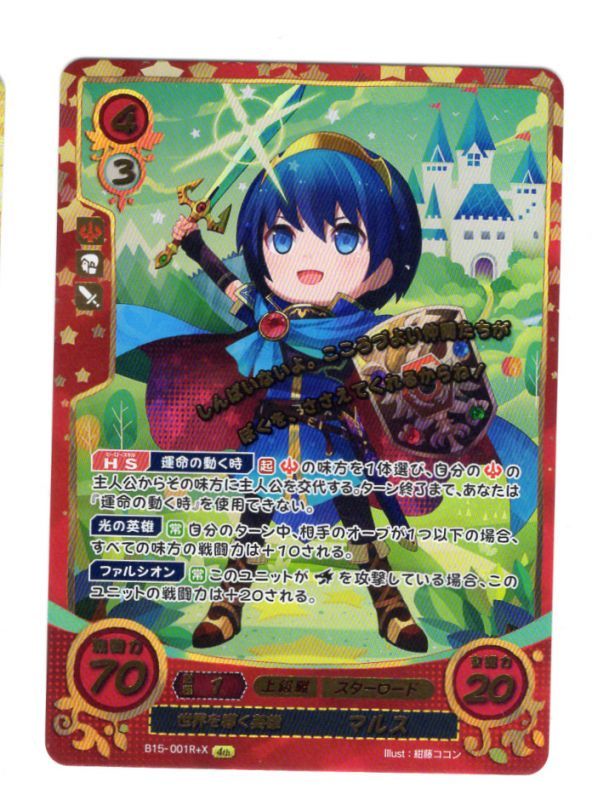 4
3
しんぱいないよ。こころづよい仲間たちが
ぼくを、ささえてくれるからね!
ヒーロースキル
HS 運命の動く時 起 の味方を1体選び、自分の の
主人公からその味方に主人公を交代する。ターン終了まで、あなたは
『運命の動く時』を使用できない。
光の英雄 常 自分のターン中、相手のオーブが1つ以下の場合、
すべての味方の戦闘力は+10される。
ファルシオン 常 このユニットが を攻撃している場合、この
ユニットの戦闘力は+20される。
戦闘力
70
射程 1 上級職 スターロード
支援力
20
世界を導く英雄 マルス
B15-001R+X 4th
Illust:紺藤ココン